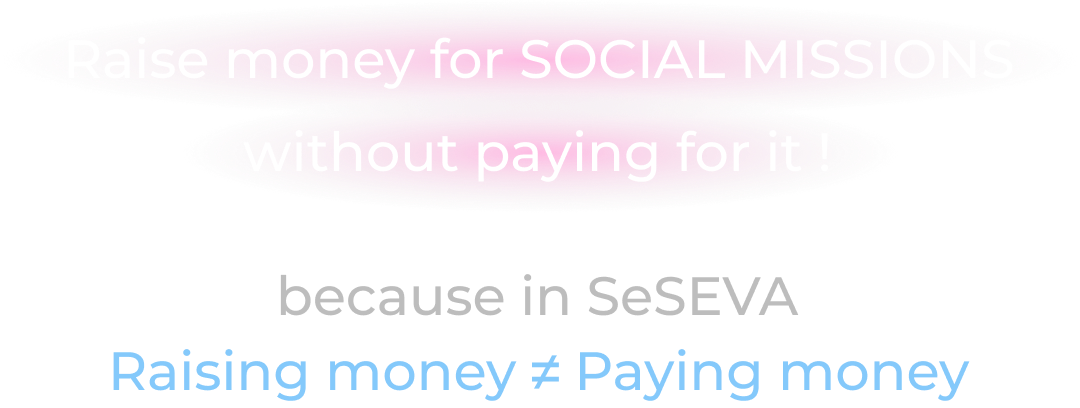 Raise money for SOCIAL MISSIONS
without paying for it !
because in SeSEVA
Raising money ≠ Paying money